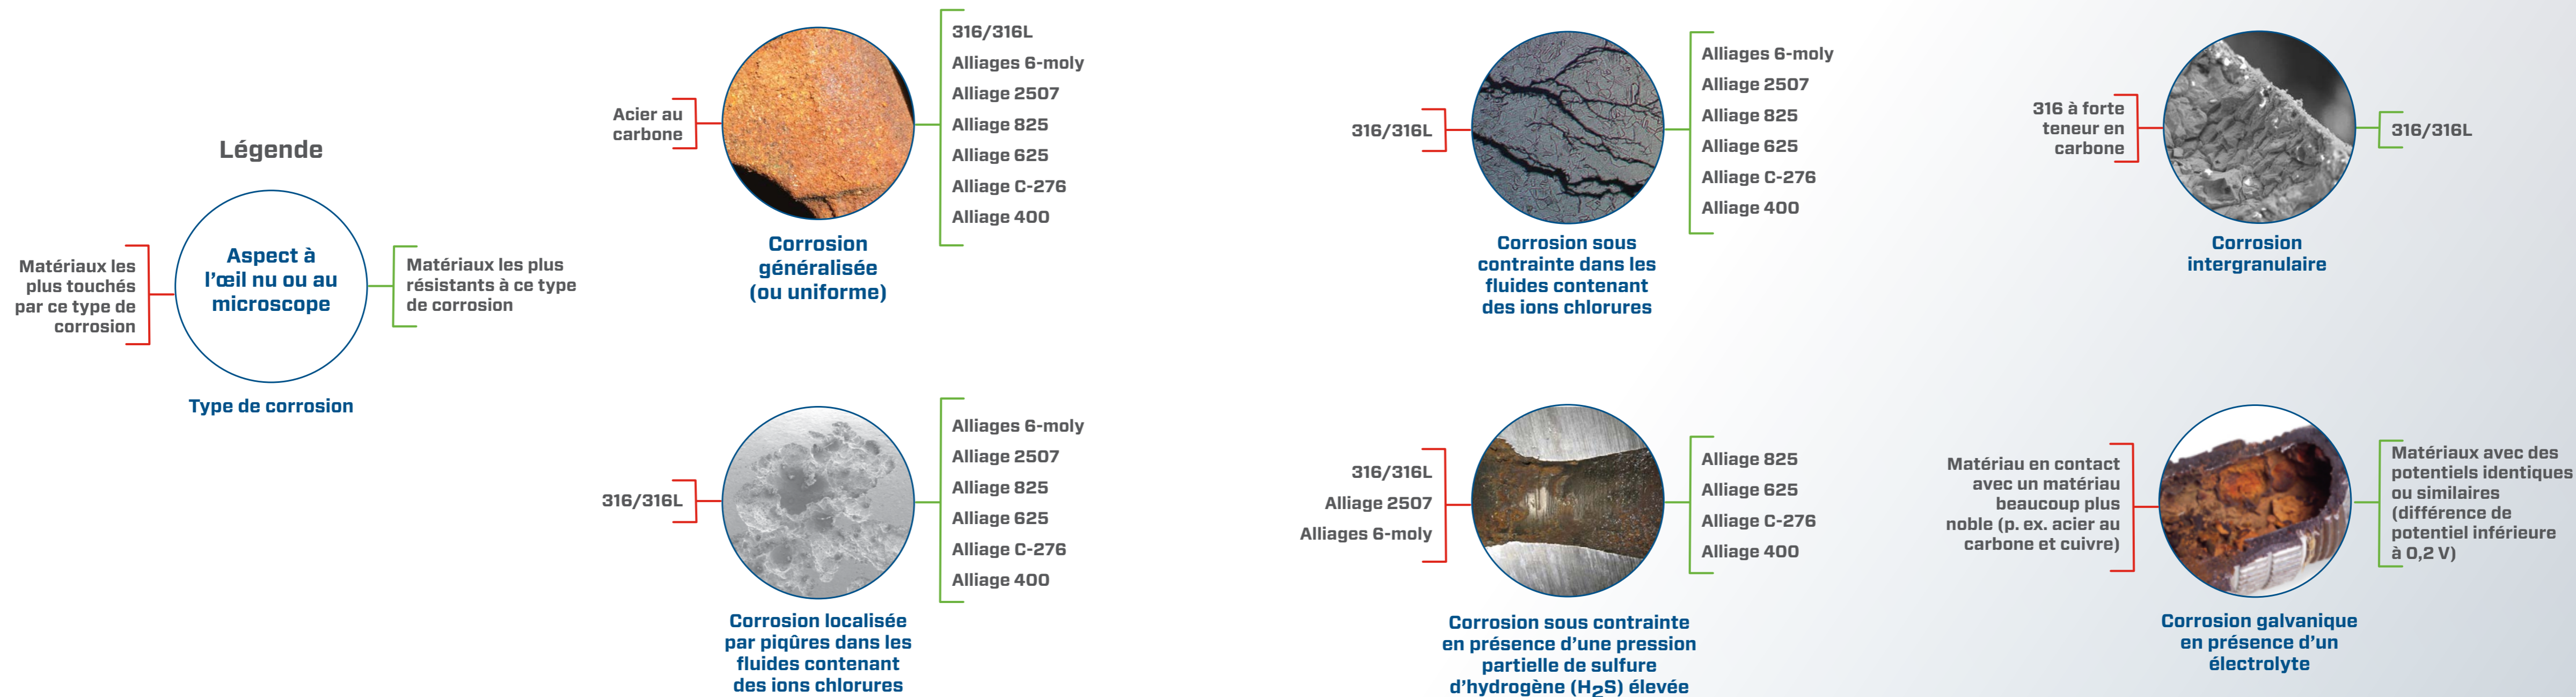 Légende
Matériaux les
plus touchés
par ce type de
corrosion
Aspect à
l’œil nu ou au
microscope
Matériaux les plus
résistants à ce type
de corrosion
Type de corrosion
Acier au
carbone
316/316L
Alliages 6-moly
Alliage 2507
Alliage 825
Alliage 625
Alliage C-276
Alliage 400
Corrosion
généralisée
(ou uniforme)
316/316L
Alliages 6-moly
Alliage 2507
Alliage 825
Alliage 625
Alliage C-276
Alliage 400
Corrosion sous
contrainte dans les
fluides contenant
des ions chlorures
316 à forte
teneur en
carbone
316/316L
Corrosion
intergranulaire
316/316L
Alliages 6-moly
Alliage 2507
Alliage 825
Alliage 625
Alliage C-276
Alliage 400
Corrosion localisée
par piqûres dans les
fluides contenant
des ions chlorures
316/316L
Alliage 2507
Alliages 6-moly
Alliage 825
Alliage 625
Alliage C-276
Alliage 400
Corrosion sous contrainte
en présence d’une pression
partielle de sulfure
d’hydrogène (H2S) élevée
Matériau en contact
avec un matériau
beaucoup plus
noble (p. ex. acier au
carbone et cuivre)
Matériaux avec des
potentiels identiques
ou similaires
(différence de
potentiel inférieure
à 0,2 V)
Corrosion galvanique
en présence d’un
électrolyte